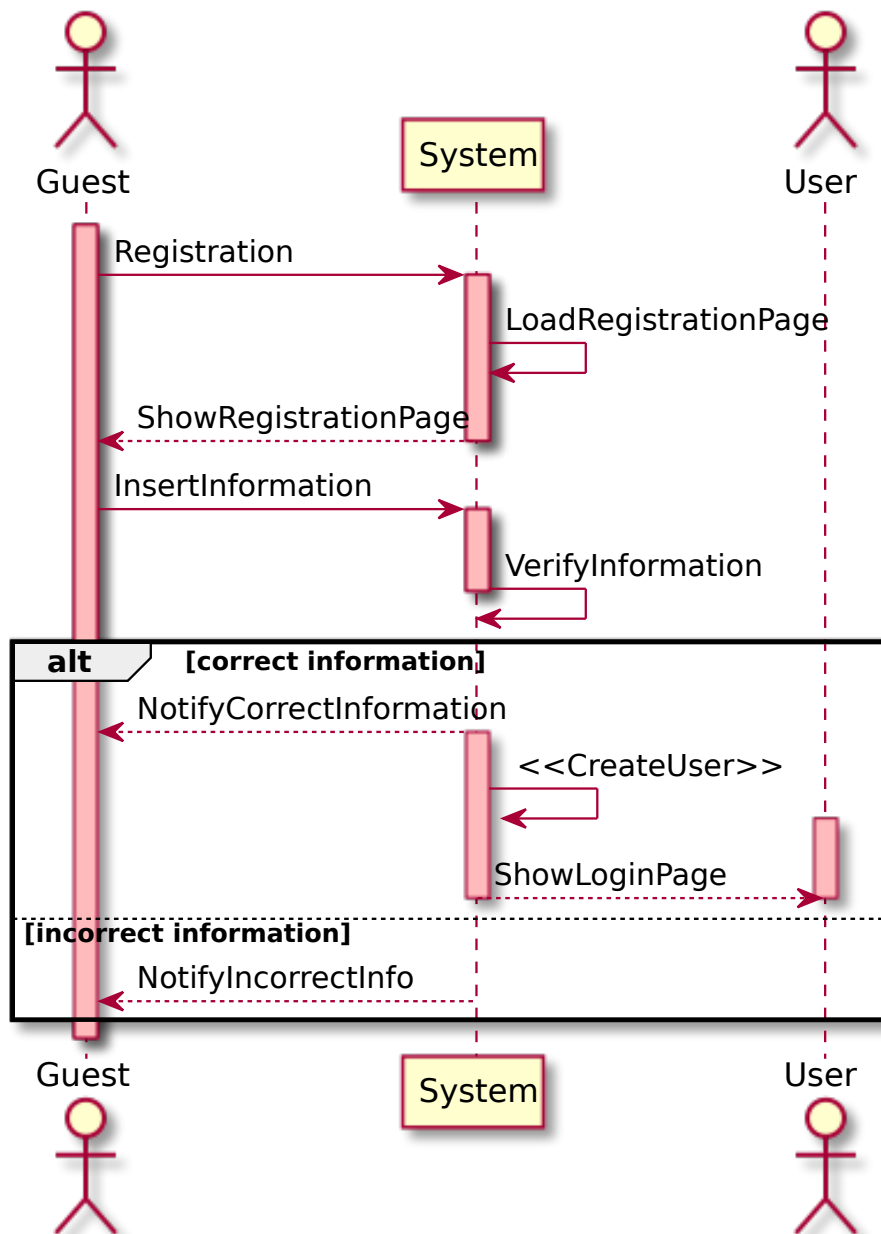 Guest
System
User
Registration
LoadRegistrationPage
ShowRegistrationPage
InsertInformation
VerifyInformation
alt [correct information]
NotifyCorrectInformation
<<CreateUser>>
ShowLoginPage
[incorrect information]
NotifyIncorrectInfo
Guest
System
User